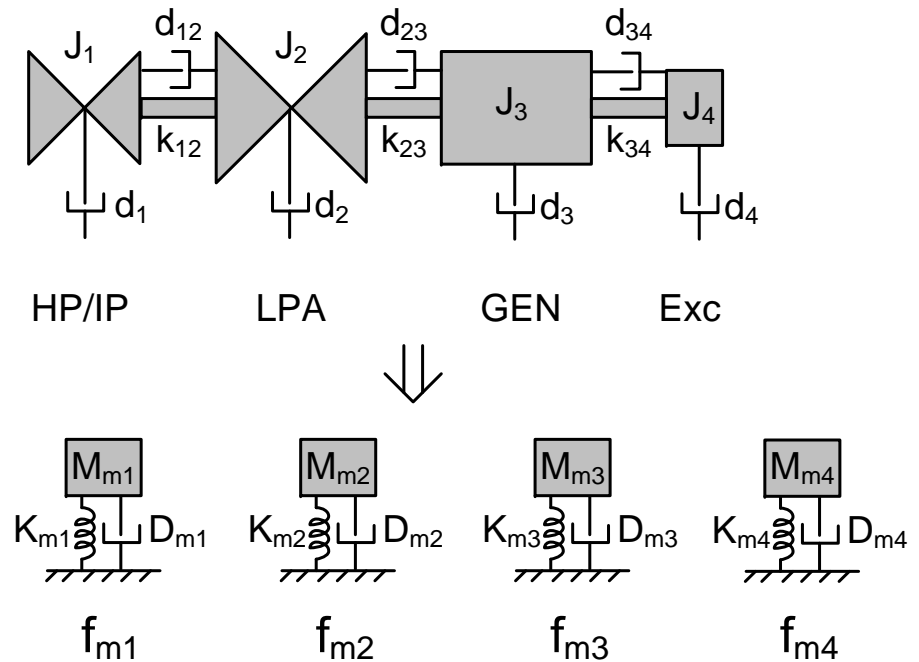 d12 d23 d34
J1 J2 J3 J4
k12 k23 k34
d1 d2 d3 d4
HP/IP LPA GEN Exc
Mm1 Mm2 Mm3 Mm4
Km1 Dm1 Km2 Dm2 Km3 Dm3 Km4 Dm4
fm1 fm2 fm3 fm4